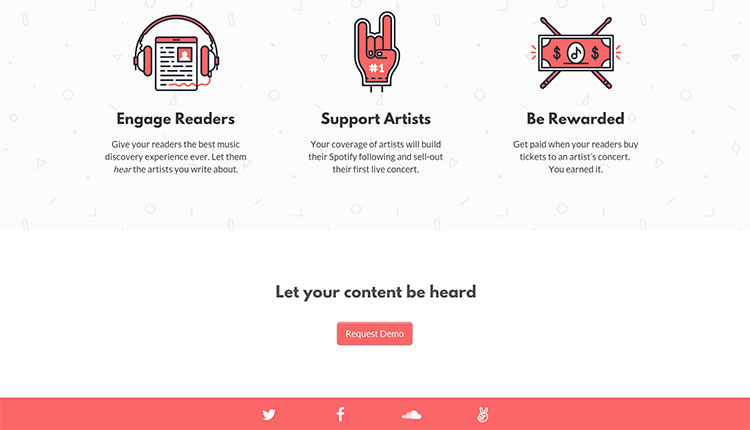 #1
$ $
Engage Readers
Give your readers the best music
discovery experience ever. Let them
hear the artists you write about.
Support Artists
Your coverage of artists will build
their Spotify following and sell-out
their first live concert.
Be Rewarded
Get paid when your readers buy
tickets to an artist's concert.
You earned it.
Let your content be heard
Request Demo